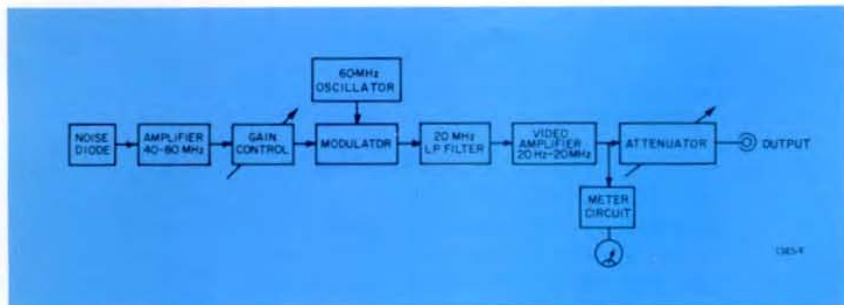 60MHz
OSCILLATOR
NOISE
DIODE
AMPLIFIER
40-80 MHz
GAIN
CONTROL
MODULATOR
20 MHz
LP FILTER
VIDEO
AMPLIFIER
20 Hz-20MHz
ATTENUATOR
OUTPUT
METER
CIRCUIT